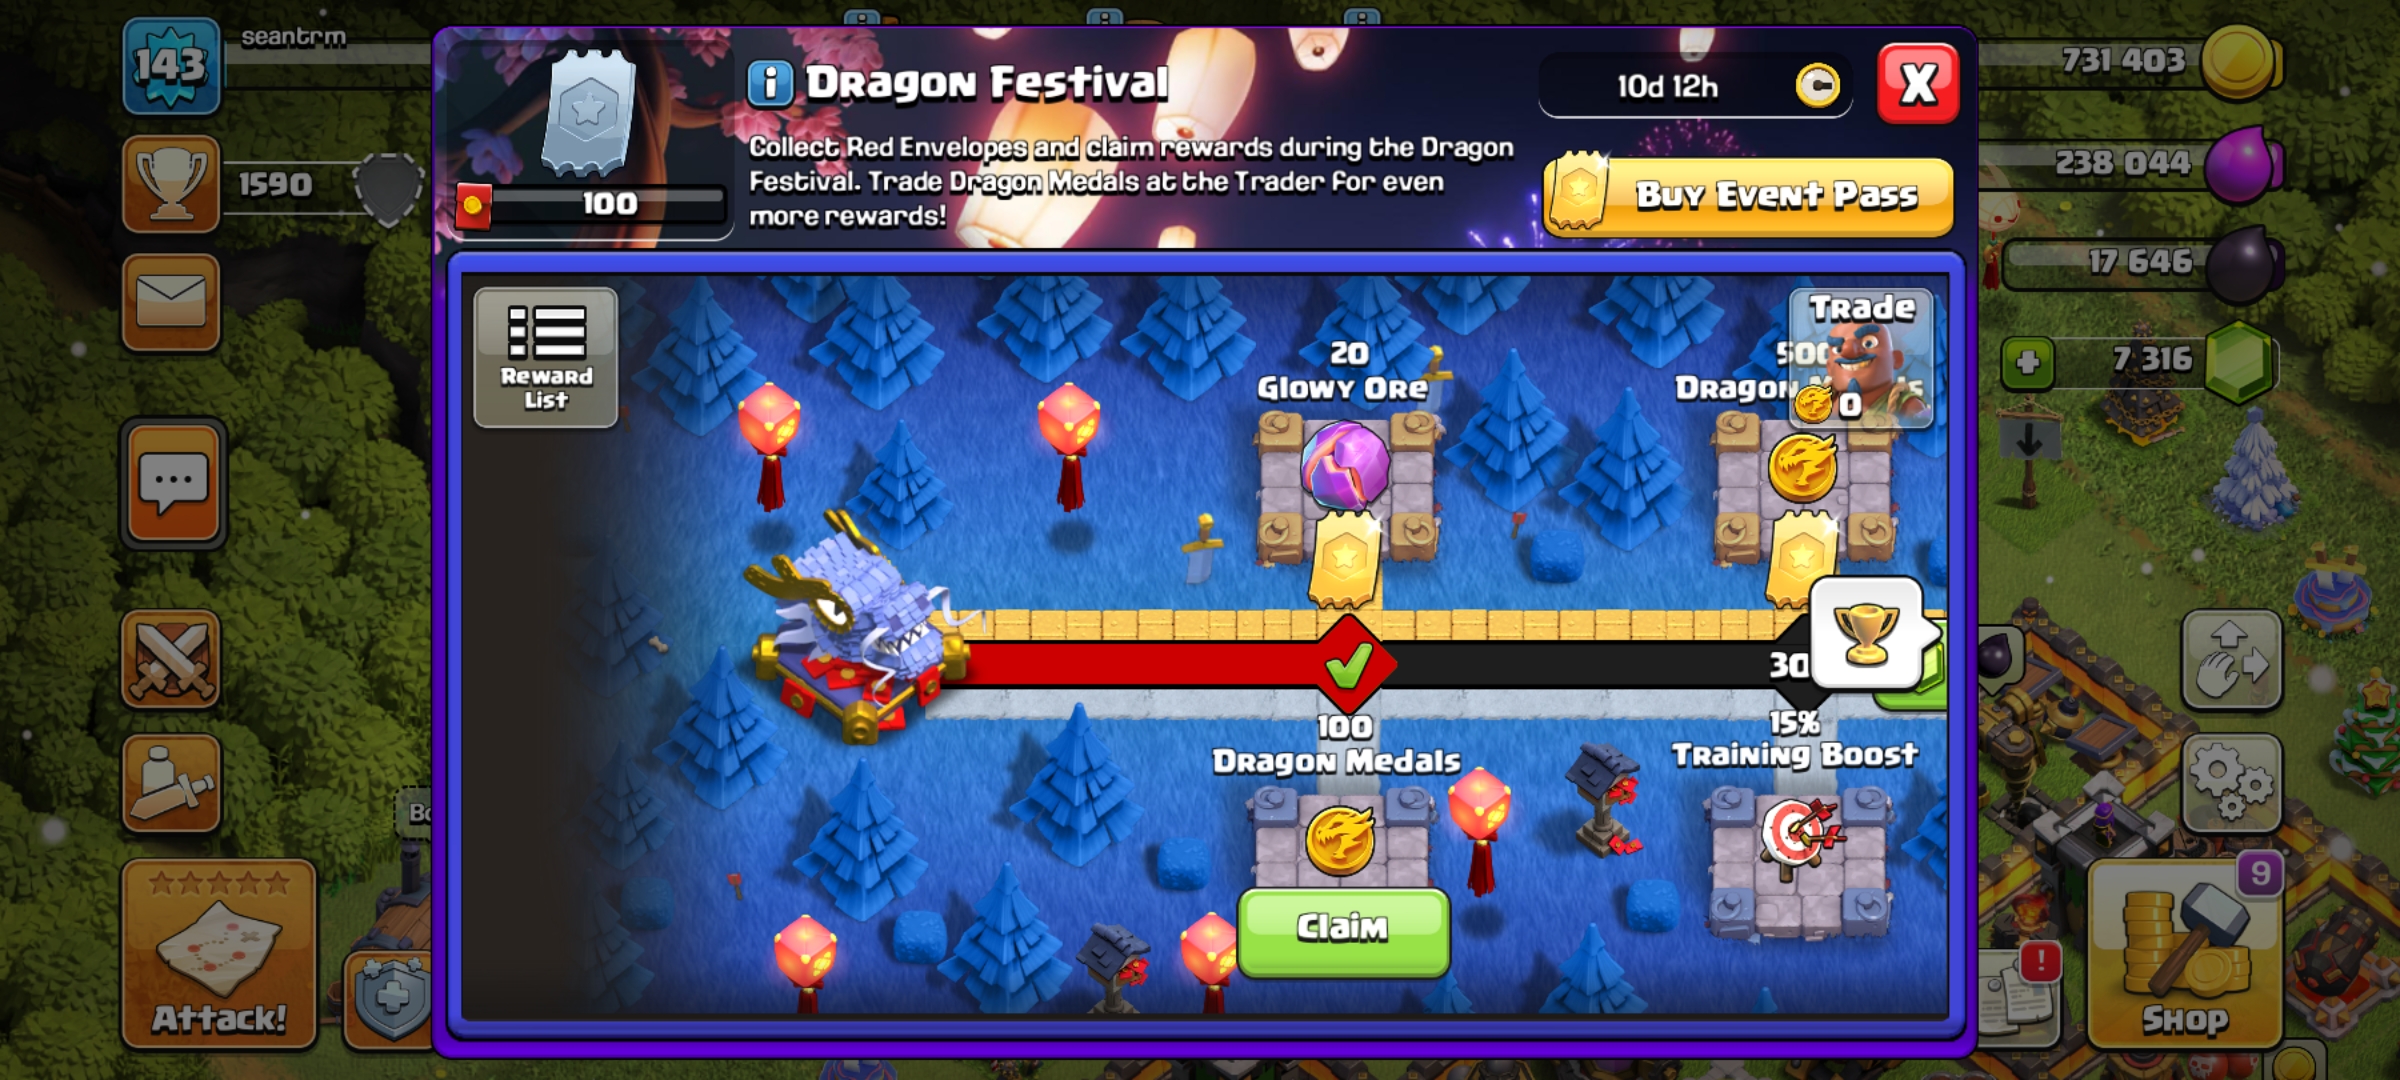 143
seantrm
1590
Attack!
100
Dragon Festival
Collect Red Envelopes and claim rewards during the Dragon
Festival. Trade Dragon Medals at the Trader for even
more rewards!
10d 12h
X
Buy Event Pass
Reward
List
20
Glowy Ore
Trade
0
100
Dragon Medals
Claim
15%
Training Boost
731 403
238 044
17 646
7 316
9
!
Shop